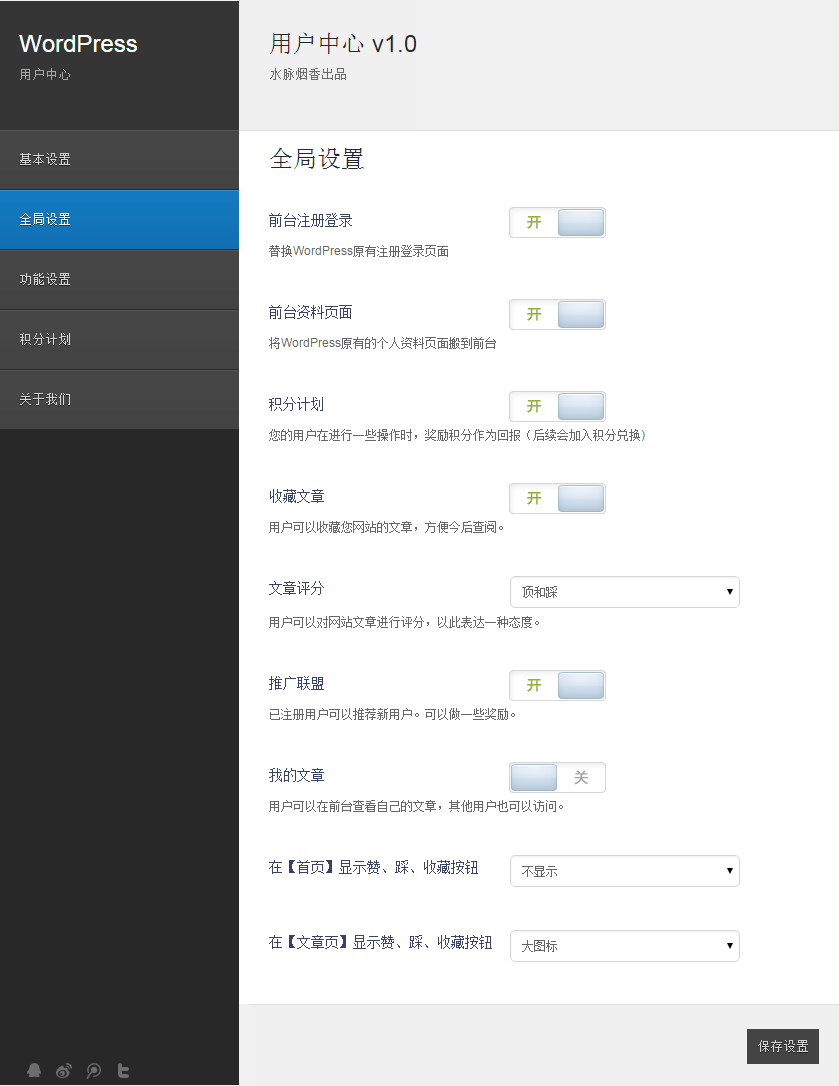 WordPress
用户中心
基本设置
全局设置
功能设置
积分计划
关于我们
用户中心 v1.0
水脉烟香出品
全局设置
前台注册登录
开
替换WordPress原有注册登录页面
前台资料页面
开
将WordPress原有的个人资料页面搬到前台
积分计划
开
您的用户在进行一些操作时，奖励积分作为回报（后续会加入积分兑换）
收藏文章
开
用户可以收藏您网站的文章，方便今后查阅。
文章评分
顶和踩
用户可以对网站文章进行评分，以此表达一种态度。
推广联盟
开
已注册用户可以推荐新用户。可以做一些奖励。
我的文章
关
用户可以在前台查看自己的文章，其他用户也可以访问。
在【首页】显示赞、踩、收藏按钮
不显示
在【文章页】显示赞、踩、收藏按钮
大图标
保存设置